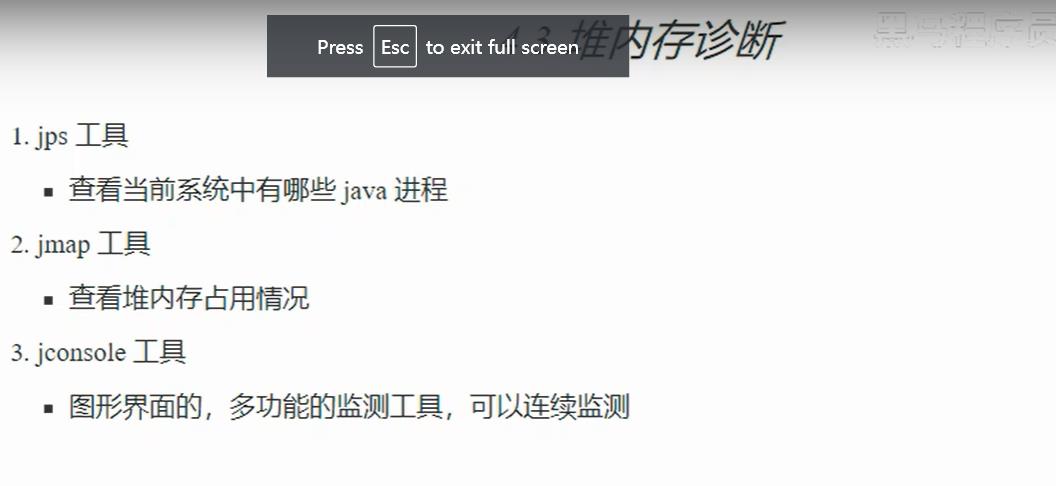 Press Esc to exit full screen
4.3 堆内存诊断
黑马程序员
1. jps 工具
▪ 查看当前系统中有哪些 java 进程
2. jmap 工具
▪ 查看堆内存占用情况
3. jconsole 工具
▪ 图形界面的，多功能的监测工具，可以连续监测